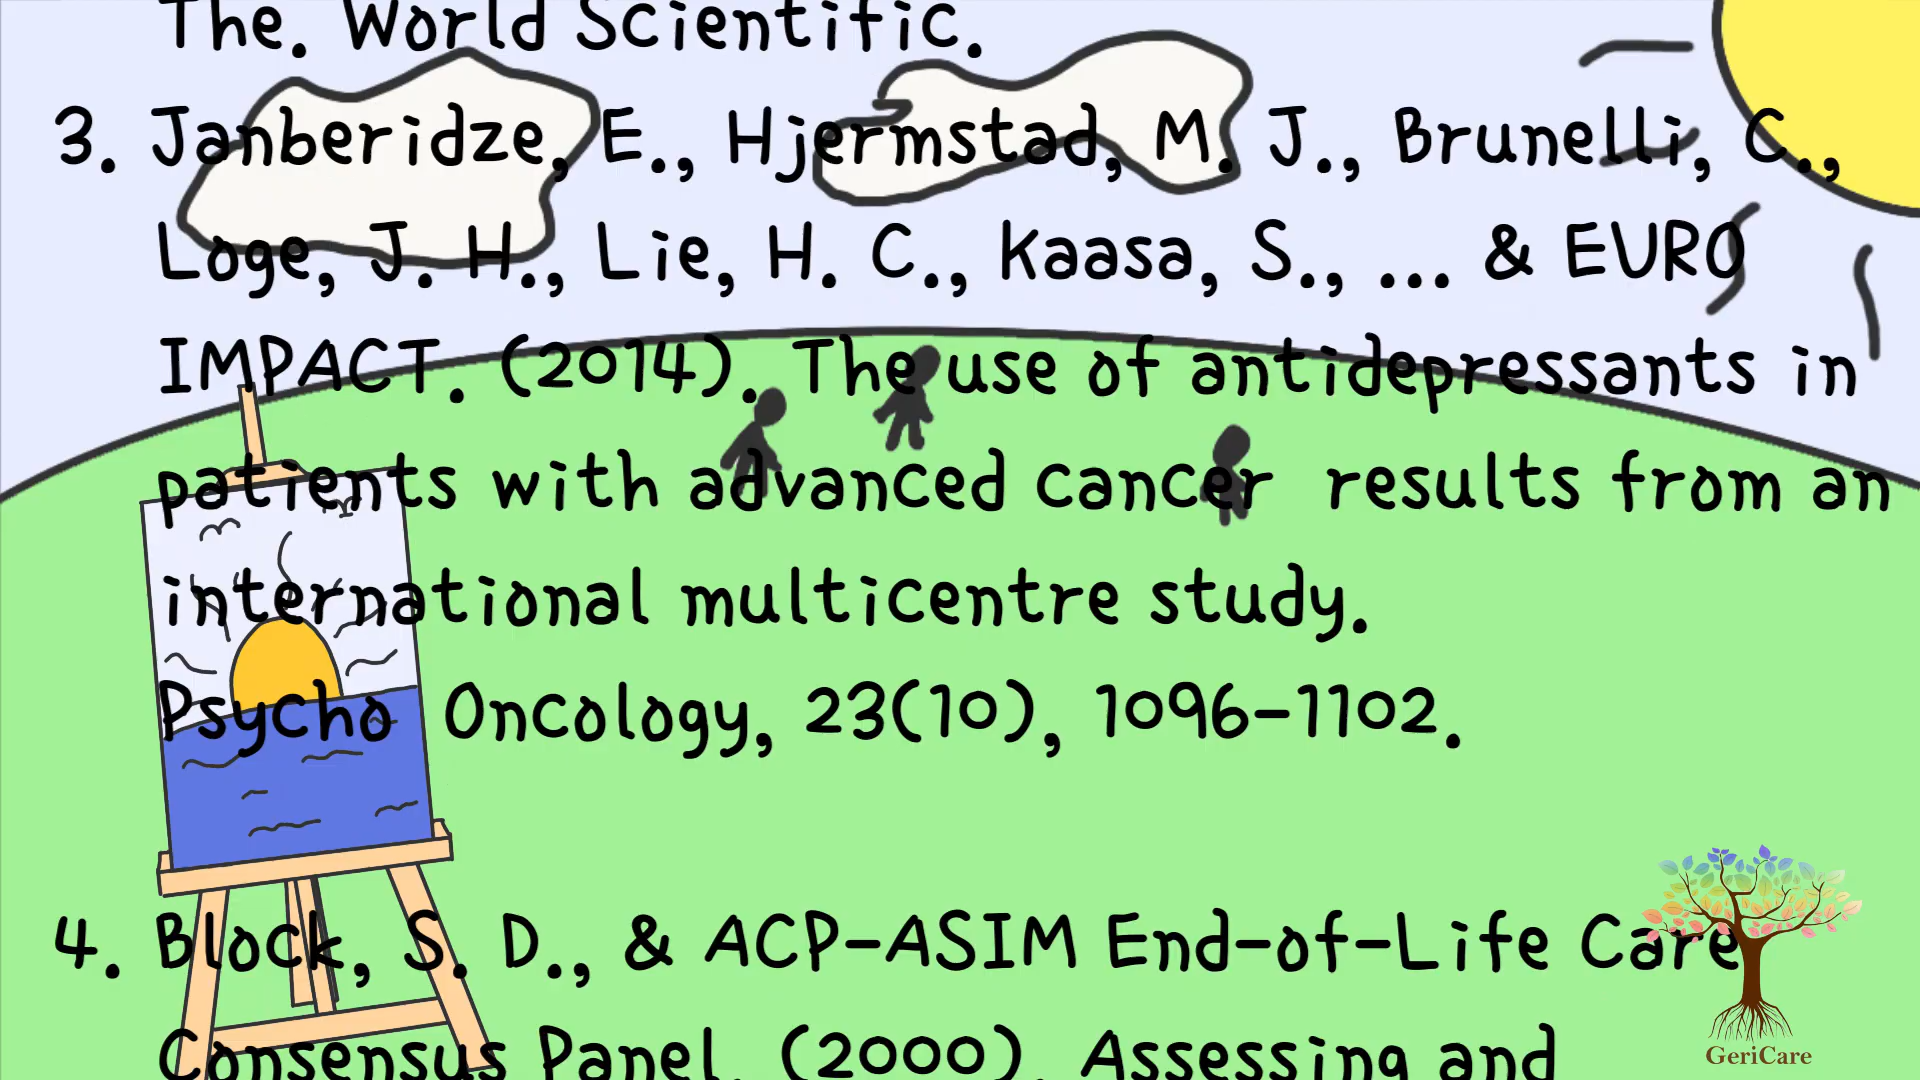 The. World Scientific.
3. Janberidze, E., Hjermstad, M. J., Brunelli, C.,
Loge, J. H., Lie, H. C., Kaasa, S., ... & EURO
IMPACT. (2014). The use of antidepressants in
patients with advanced cancer results from an
international multicentre study.
Psycho Oncology, 23(10), 1096-1102.
4. Block, S. D., & ACP-ASIM End-of-Life Care
Consensus Panel. (2000). Assessing and
GeriCare